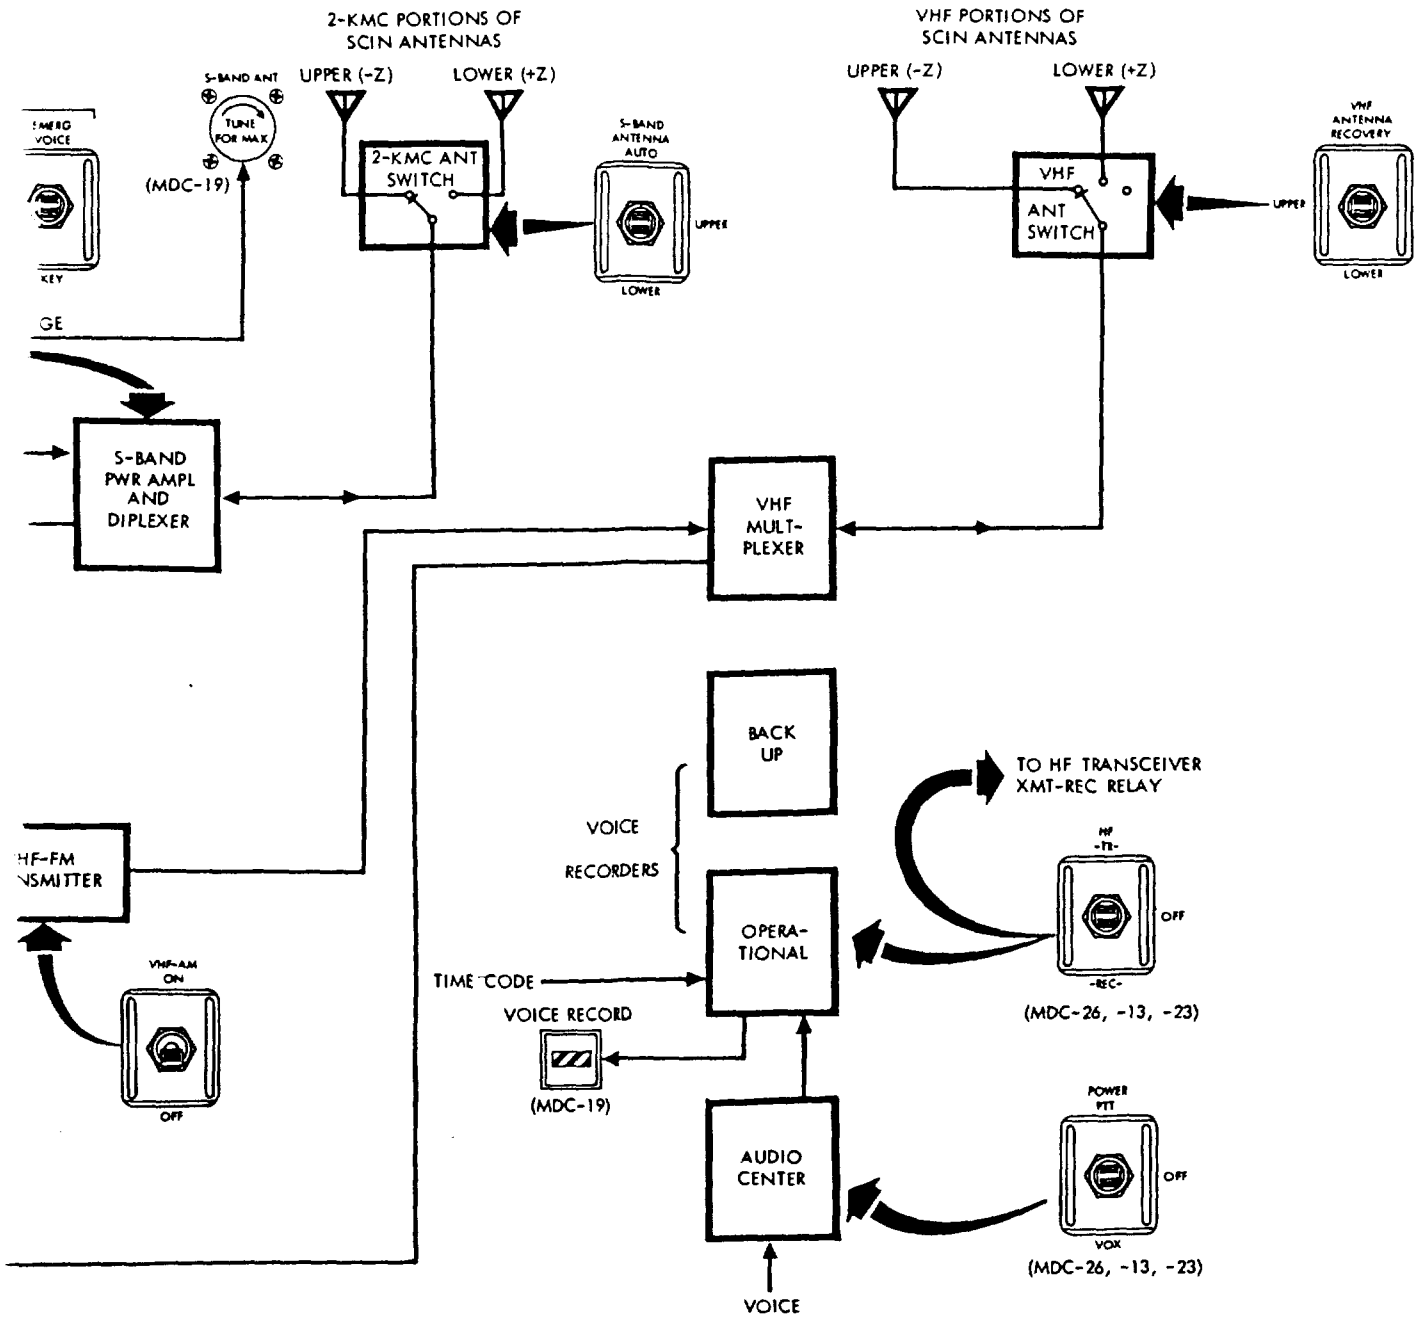 2-KMC PORTIONS OF
SCIN ANTENNAS
UPPER (-Z)
LOWER (+Z)
VHF PORTIONS OF
SCIN ANTENNAS
UPPER (-Z)
LOWER (+Z)
S-BAND ANT
TUNE
FOR MAX
(MDC-19)
EMERG
VOICE
KEY
GE
2-KMC ANT
SWITCH
S-BAND
ANTENNA
AUTO
UPPER
LOWER
VHF
ANT
SWITCH
VHF
ANTENNA
RECOVERY
UPPER
LOWER
S-BAND
PWR AMPL
AND
DIPLEXER
VHF
MULT-
PLEXER
BACK
UP
VOICE
RECORDERS
TO HF TRANSCEIVER
XMT-REC RELAY
HF
-TR-
OFF
-REC-
(MDC-26, -13, -23)
HF-FM
NSMITTER
OPERA-
TIONAL
TIME CODE
VOICE RECORD
(MDC-19)
VHF-AM
ON
OFF
AUDIO
CENTER
POWER
PTT
OFF
VOX
(MDC-26, -13, -23)
VOICE